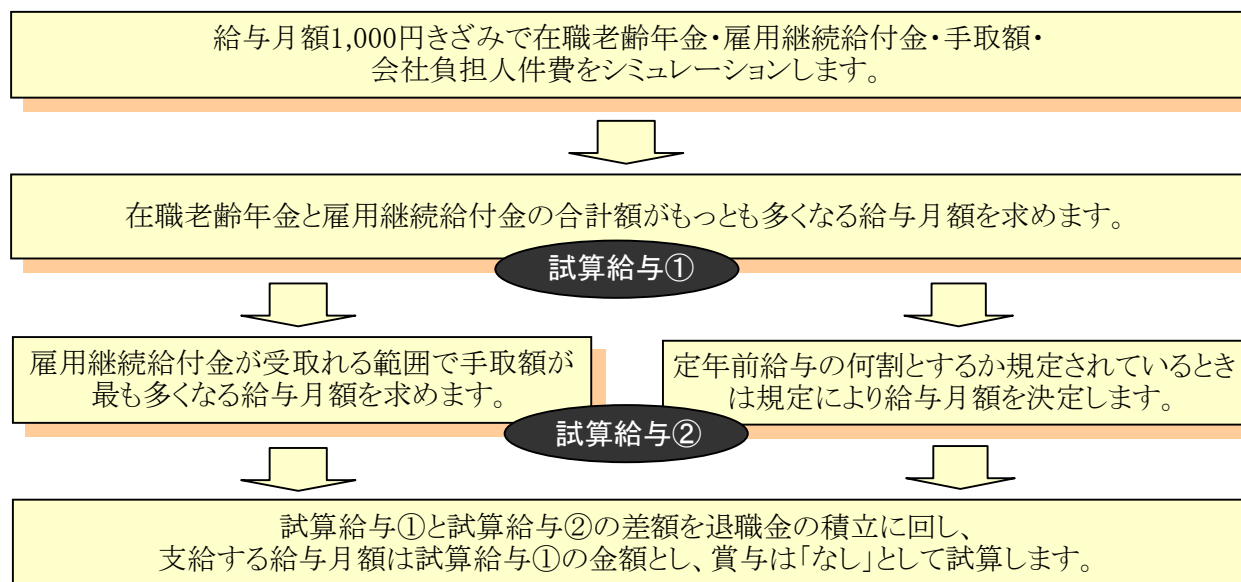 給与月額1,000円きざみで在職老齢年金・雇用継続給付金・手取額・
会社負担人件費をシミュレーションします。
在職老齢年金と雇用継続給付金の合計額がもっとも多くなる給与月額を求めます。
試算給与①
雇用継続給付金が受取れる範囲で手取額が
最も多くなる給与月額を求めます。
定年前給与の何割とするか規定されているとき
は規定により給与月額を決定します。
試算給与②
試算給与①と試算給与②の差額を退職金の積立に回し、
支給する給与月額は試算給与①の金額とし、賞与は「なし」として試算します。